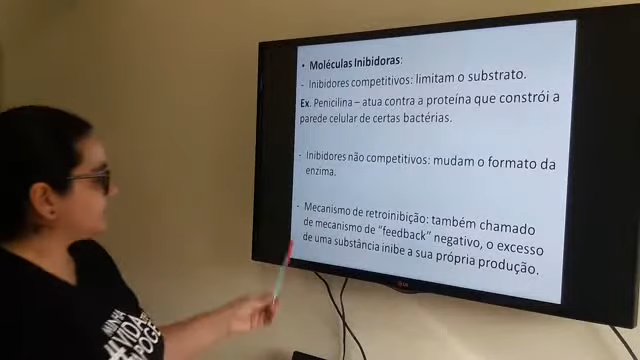 • Moléculas Inibidoras:
- Inibidores competitivos: limitam o substrato.
Ex. Penicilina – atua contra a proteína que constrói a
parede celular de certas bactérias.
- Inibidores não competitivos: mudam o formato da
enzima.
- Mecanismo de retroinibição: também chamado
de mecanismo de "feedback" negativo, o excesso
de uma substância inibe a sua própria produção.
LG
#VIDA